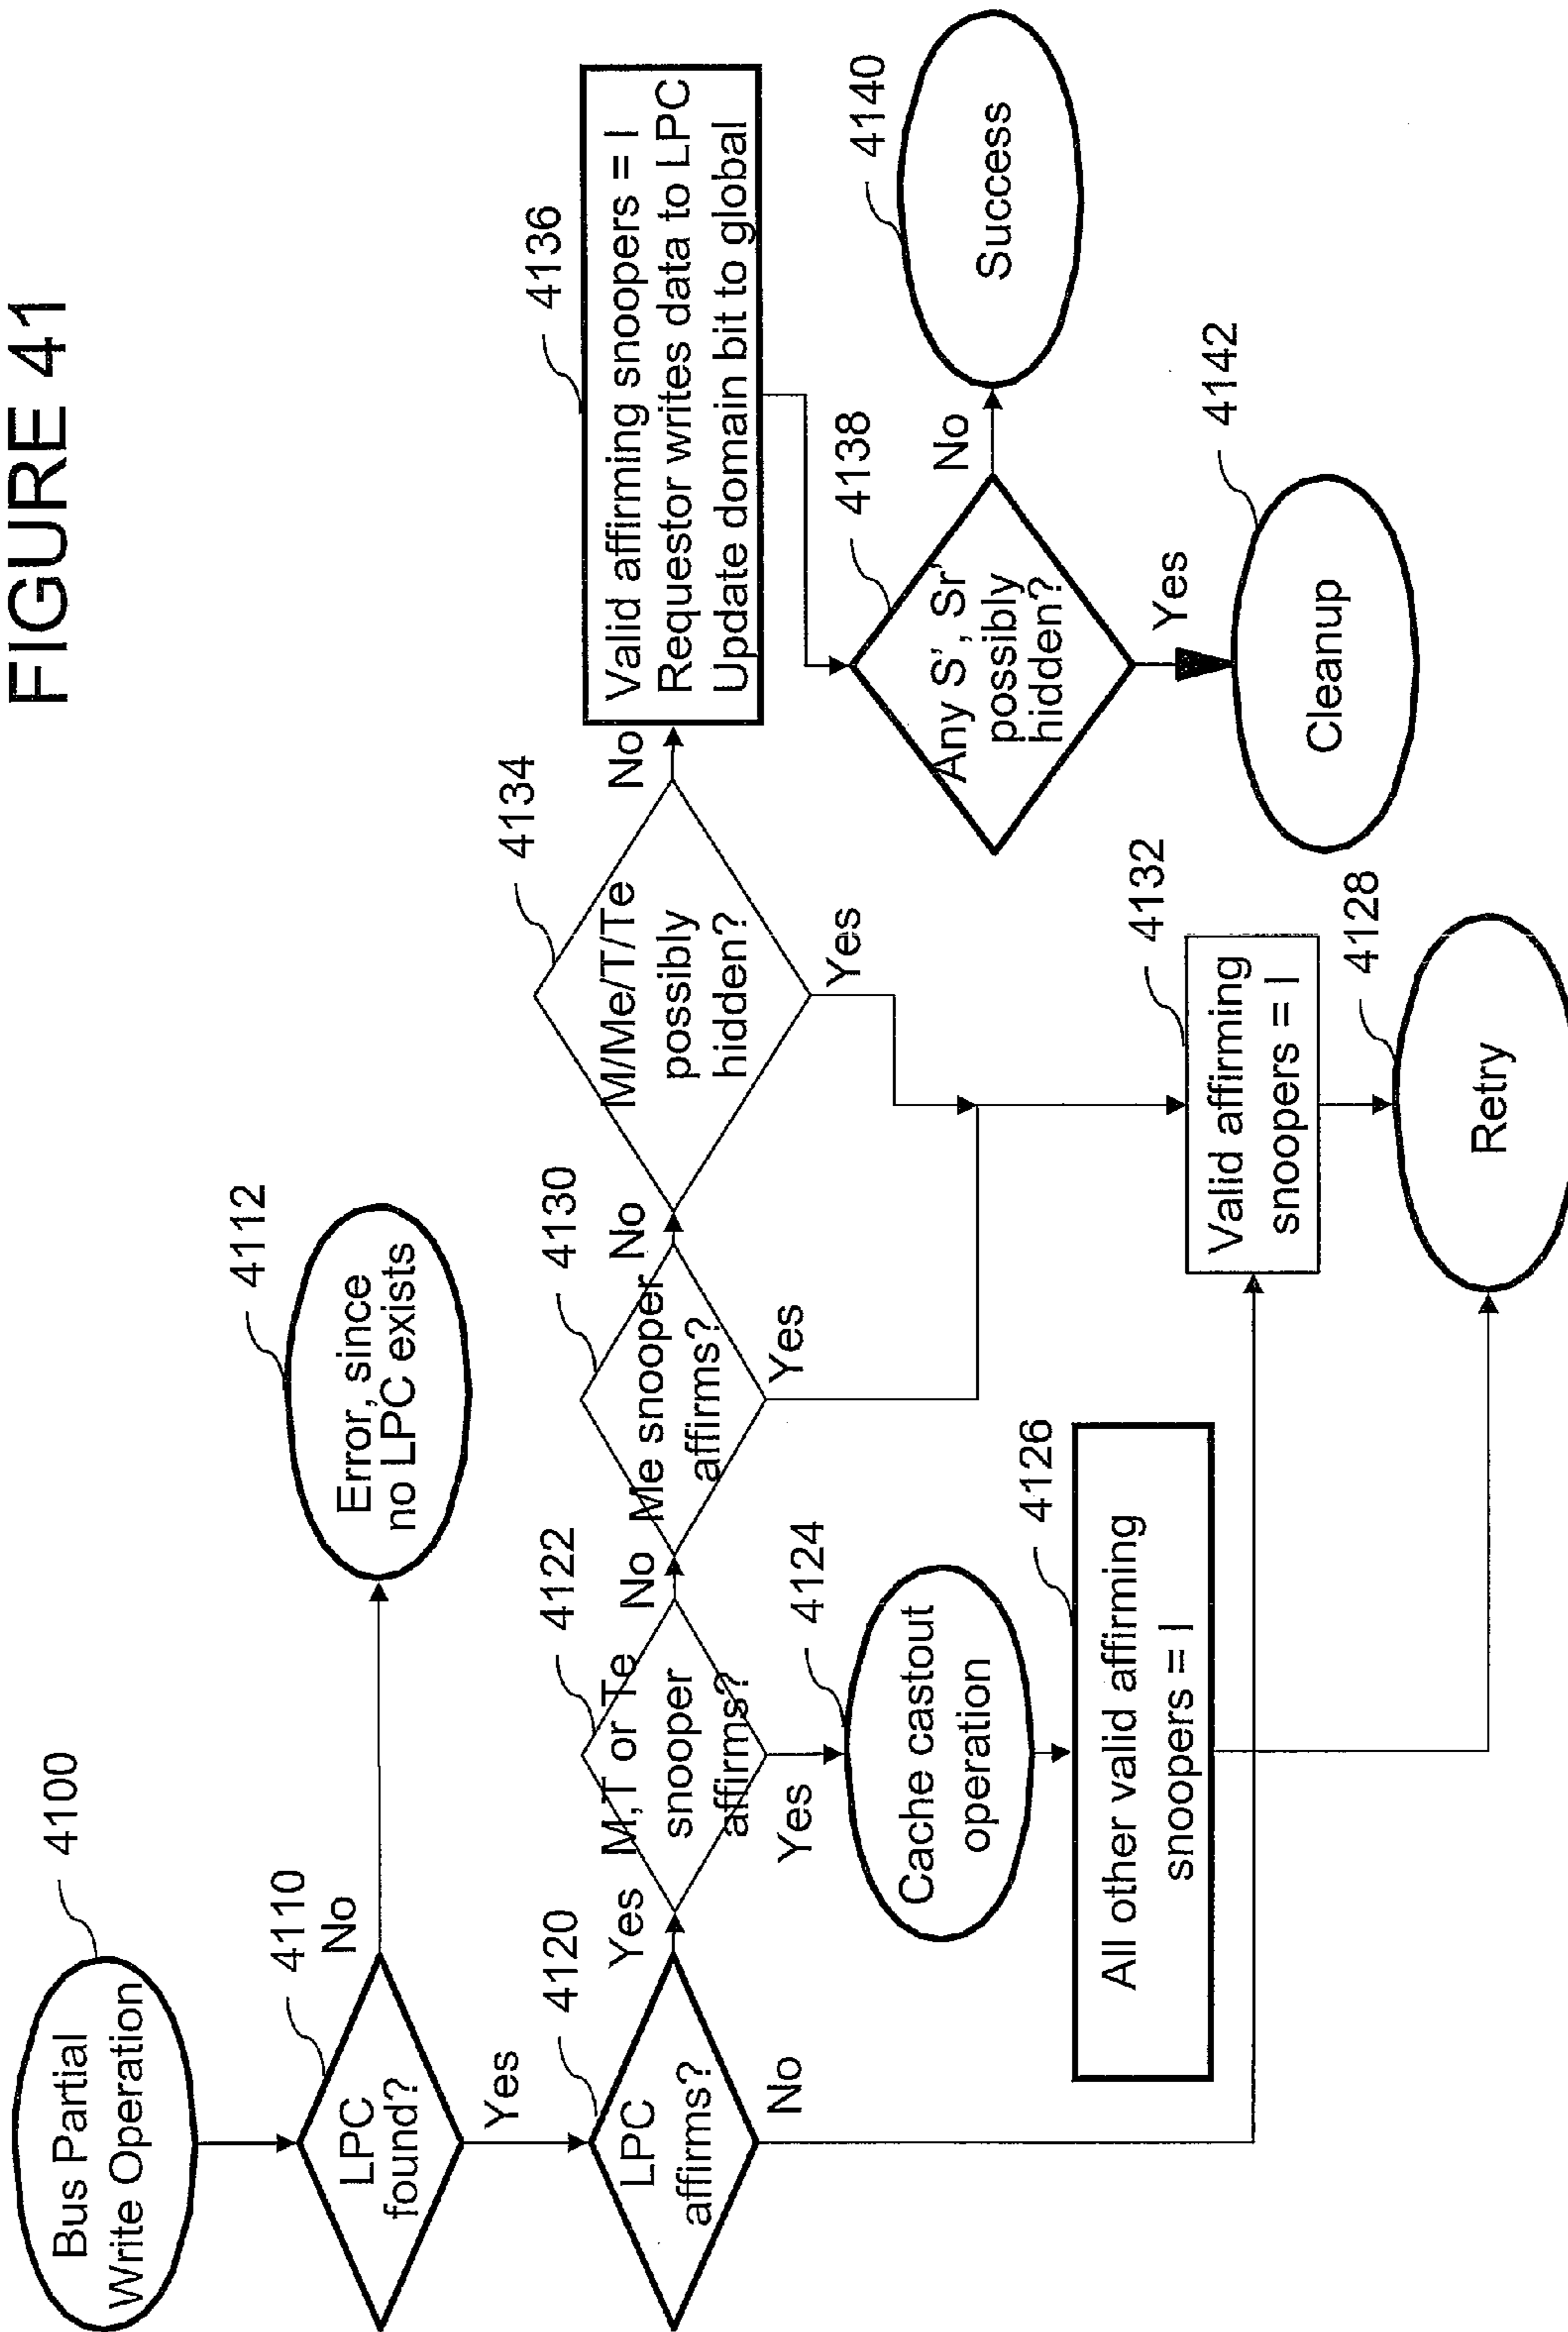 FIGURE 41
Bus Partial
Write Operation
4100
LPC
found?
4110
No
Yes
Error, since
no LPC exists
4112
LPC
affirms?
4120
Yes
No
M,T or Te
snooper
affirms?
4122
No
Yes
Cache castout
operation
4124
All other valid affirming
snoopers = I
4126
Me snooper
affirms?
4130
No
Yes
M/Me/T/Te
possibly
hidden?
4134
No
Yes
Valid affirming
snoopers = I
4132
Retry
4128
Valid affirming snoopers = I
Requestor writes data to LPC
Update domain bit to global
4136
Any S', Sr'
possibly
hidden?
4138
No
Yes
Success
4140
Cleanup
4142